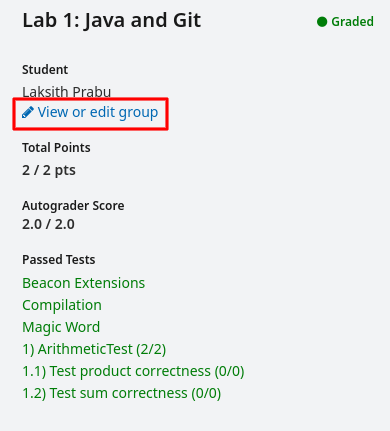 Lab 1: Java and Git
Graded
Student
Laksith Prabu
View or edit group
Total Points
2 / 2 pts
Autograder Score
2.0 / 2.0
Passed Tests
Beacon Extensions
Compilation
Magic Word
1) ArithmeticTest (2/2)
1.1) Test product correctness (0/0)
1.2) Test sum correctness (0/0)